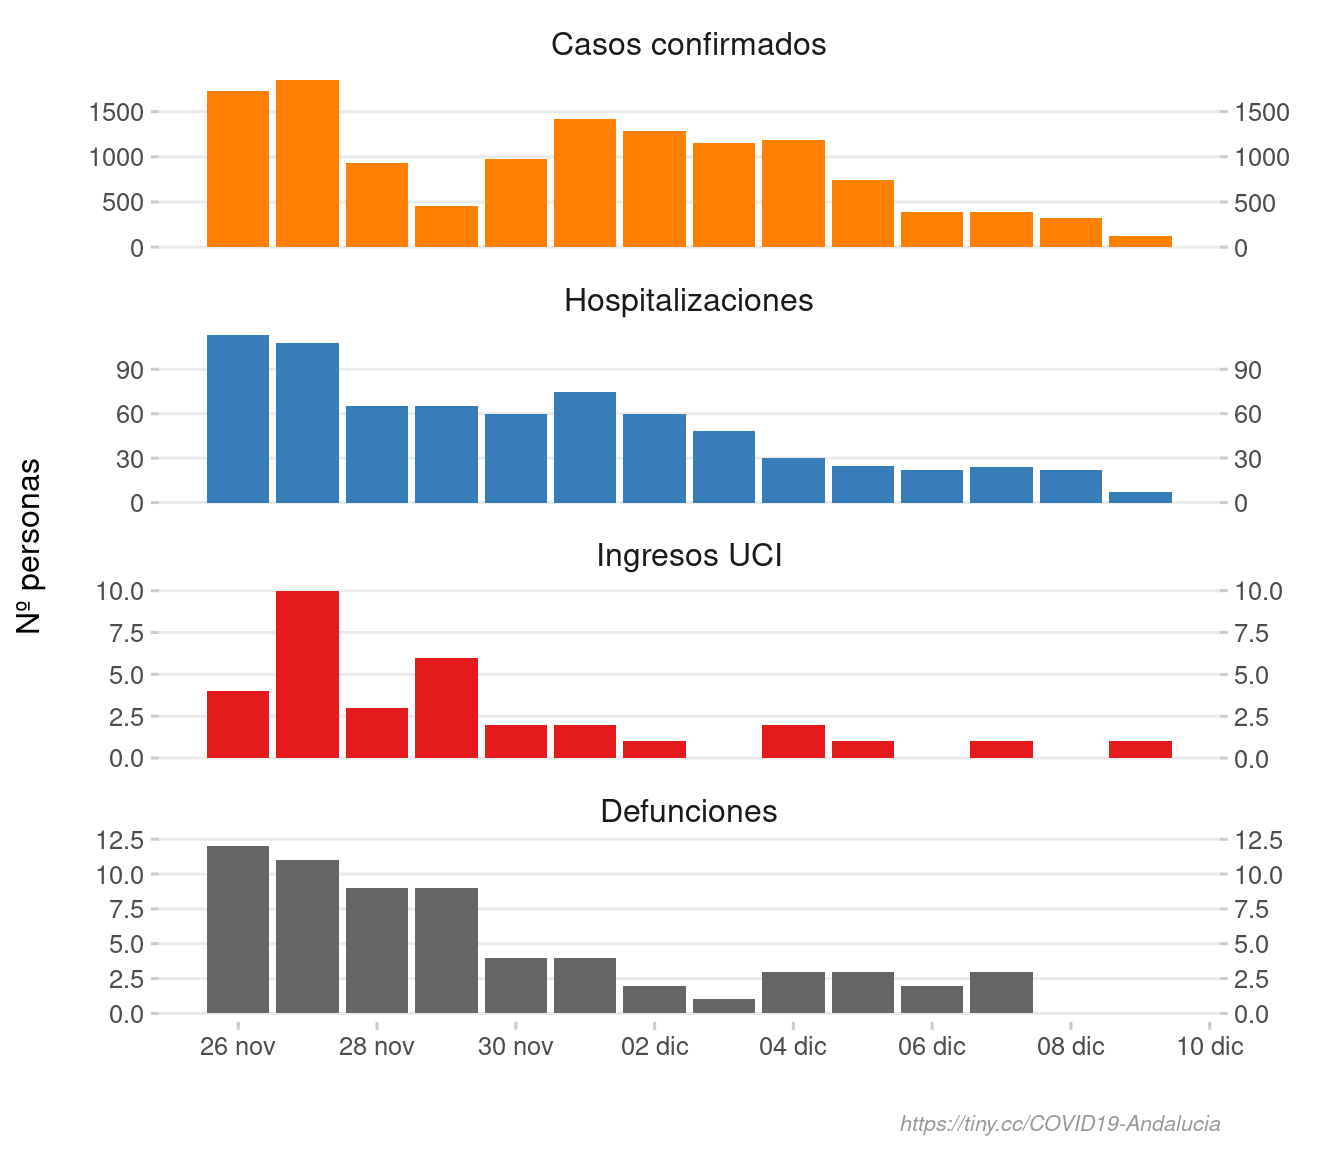 Casos confirmados
1500 1500
1000 1000
500 500
0 0
Hospitalizaciones
90 90
60 60
30 30
0 0
Nº personas
Ingresos UCI
10.0 10.0
7.5 7.5
5.0 5.0
2.5 2.5
0.0 0.0
Defunciones
12.5 12.5
10.0 10.0
7.5 7.5
5.0 5.0
2.5 2.5
0.0 0.0
26 nov 28 nov 30 nov 02 dic 04 dic 06 dic 08 dic 10 dic
https://tiny.cc/COVID19-Andalucia